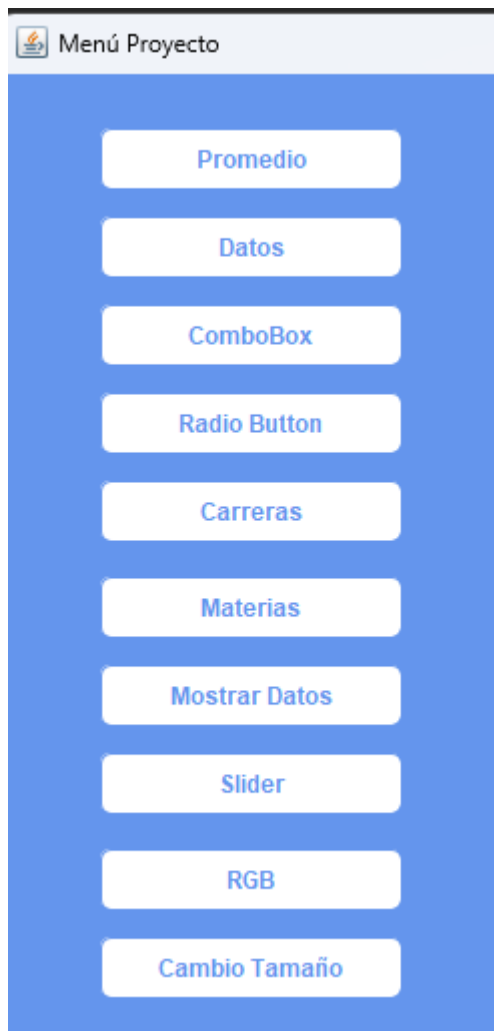 Menú Proyecto
Promedio
Datos
ComboBox
Radio Button
Carreras
Materias
Mostrar Datos
Slider
RGB
Cambio Tamaño